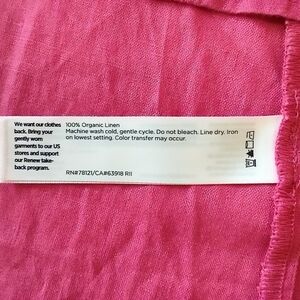 We want our clothes
back. Bring your
gently worn
garments to our US
stores and support
our Renew take-
back program.
100% Organic Linen
Machine wash cold, gentle cycle. Do not bleach. Line dry. Iron
on lowest setting. Color transfer may occur.
RN#78121/CA#63918 RII